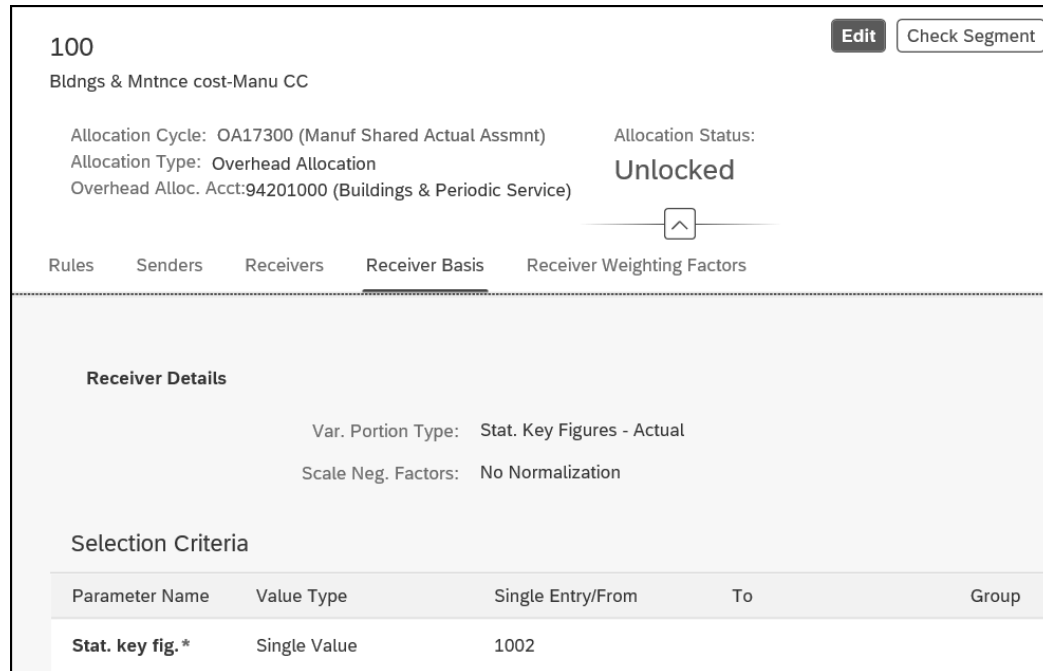 100
Edit
Check Segment
Bldngs & Mntnce cost-Manu CC
Allocation Cycle: OA17300 (Manuf Shared Actual Assmnt)
Allocation Status:
Allocation Type: Overhead Allocation
Unlocked
Overhead Alloc. Acct:94201000 (Buildings & Periodic Service)
Rules Senders Receivers Receiver Basis Receiver Weighting Factors
Receiver Details
Var. Portion Type: Stat. Key Figures - Actual
Scale Neg. Factors: No Normalization
Selection Criteria
Parameter Name Value Type Single Entry/From To Group
Stat. key fig.* Single Value 1002